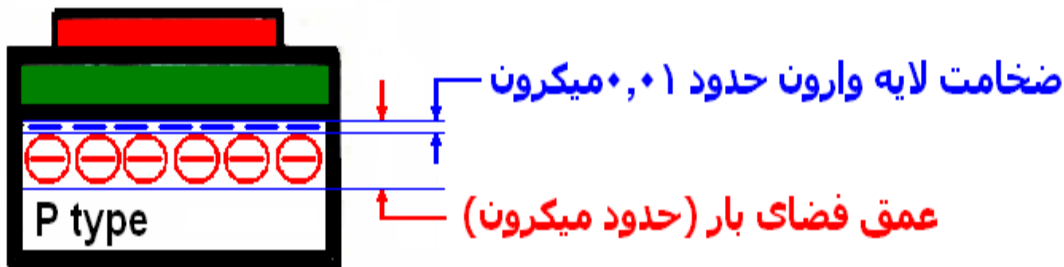 ضخامت لایه وارون حدود ۰,۰۱میکرون
عمق فضای بار (حدود میکرون)
P type